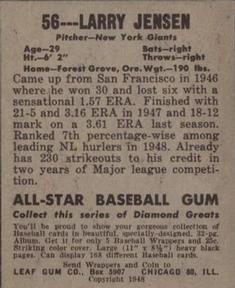 56---LARRY JENSEN
Pitcher—New York Giants
Age—29 Bats—right
Ht.—6' 2" Throws—right
Home—Forest Grove, Ore. Wgt.—190 lbs.
Came up from San Francisco in 1946
where he won 30 and lost six with a
sensational 1.57 ERA. Finished with
21-5 and 3.16 ERA in 1947 and 18-12
mark on a 3.61 ERA last season.
Ranked 7th percentage-wise among
leading NL hurlers in 1948. Already
has 230 strikeouts to his credit in
two years of Major league competi-
tion.
ALL-STAR BASEBALL GUM
Collect this series of Diamond Greats
You'll be proud to show your gorgeous collection of
Baseball cards in beautiful, specially-designed, 32-pg.
Album. Get it for only 5 Baseball Wrappers and 25c.
Striking color cover. Large (11" x 8½") heavy black
pages. Can display 168 different Baseball cards.
Send Wrappers and Coin to
LEAF GUM CO., Box 5907 CHICAGO 80, ILL.
Copyright 1948